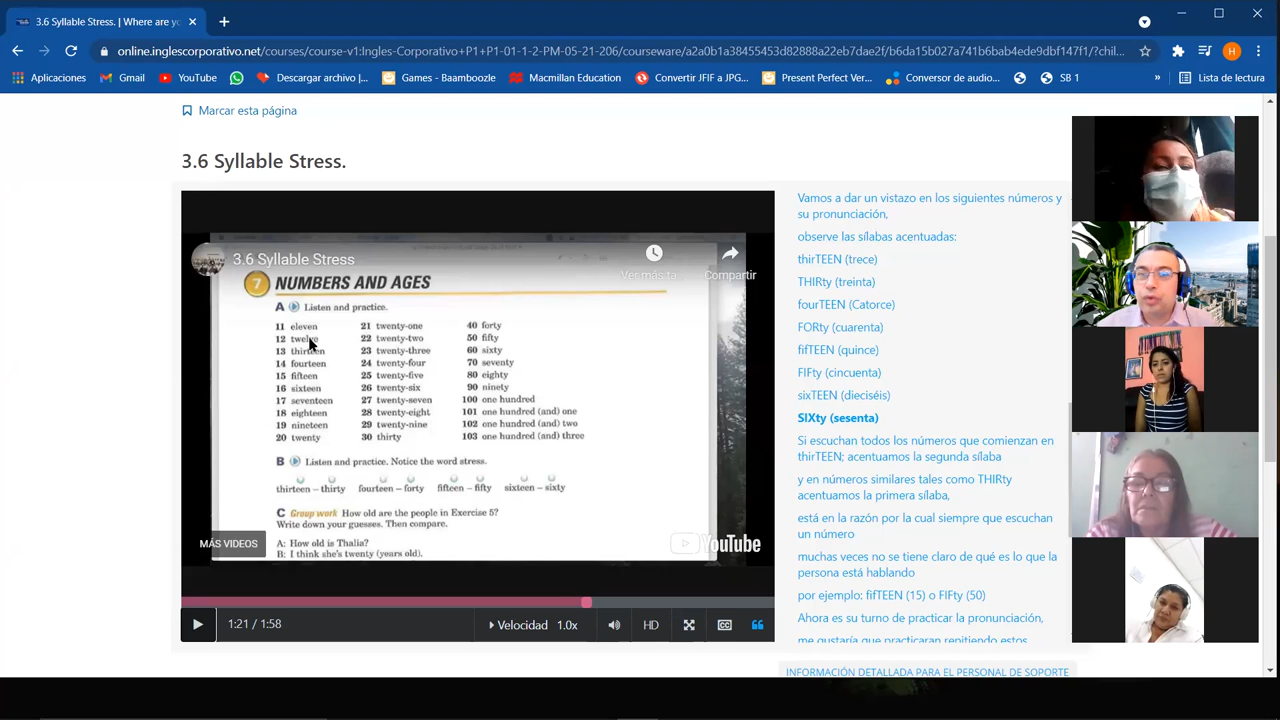 3.6 Syllable Stress. | Where are yo
online.inglescorporativo.net/courses/course-v1:Ingles-Corporativo+P1+P1-01-1-2-PM-05-21-206/courseware/a2a0b1a38455453d82888a22eb7dae2f/b6da15b027a741b6bab4ede9dbf147f1/?chil...
H
Aplicaciones Gmail YouTube Descargar archivo |... Games - Baamboozle Macmillan Education Convertir JFIF a JPG... Present Perfect Ver... Conversor de audio... SB 1 » Lista de lectura
Marcar esta página
3.6 Syllable Stress.
3.6 Syllable Stress
Ver más ta... Compartir
7 NUMBERS AND AGES
A Listen and practice.
11 eleven 21 twenty-one 40 forty
12 twelve 22 twenty-two 50 fifty
13 thirteen 23 twenty-three 60 sixty
14 fourteen 24 twenty-four 70 seventy
15 fifteen 25 twenty-five 80 eighty
16 sixteen 26 twenty-six 90 ninety
17 seventeen 27 twenty-seven 100 one hundred
18 eighteen 28 twenty-eight 101 one hundred (and) one
19 nineteen 29 twenty-nine 102 one hundred (and) two
20 twenty 30 thirty 103 one hundred (and) three
B Listen and practice. Notice the word stress.
thirteen – thirty fourteen – forty fifteen – fifty sixteen – sixty
C Group work How old are the people in Exercise 5?
Write down your guesses. Then compare.
A: How old is Thalia?
B: I think she's twenty (years old).
MÁS VIDEOS
YouTube
1:21 / 1:58 Velocidad 1.0x HD CC
Vamos a dar un vistazo en los siguientes números y
su pronunciación,
observe las sílabas acentuadas:
thirTEEN (trece)
THIRty (treinta)
fourTEEN (Catorce)
FORty (cuarenta)
fifTEEN (quince)
FIFty (cincuenta)
sixTEEN (dieciséis)
SIXty (sesenta)
Si escuchan todos los números que comienzan en
thirTEEN; acentuamos la segunda sílaba
y en números similares tales como THIRty
acentuamos la primera sílaba,
está en la razón por la cual siempre que escuchan
un número
muchas veces no se tiene claro de qué es lo que la
persona está hablando
por ejemplo: fifTEEN (15) o FIFty (50)
Ahora es su turno de practicar la pronunciación,
me gustaría que practicaran repitiendo estos
INFORMACIÓN DETALLADA PARA EL PERSONAL DE SOPORTE